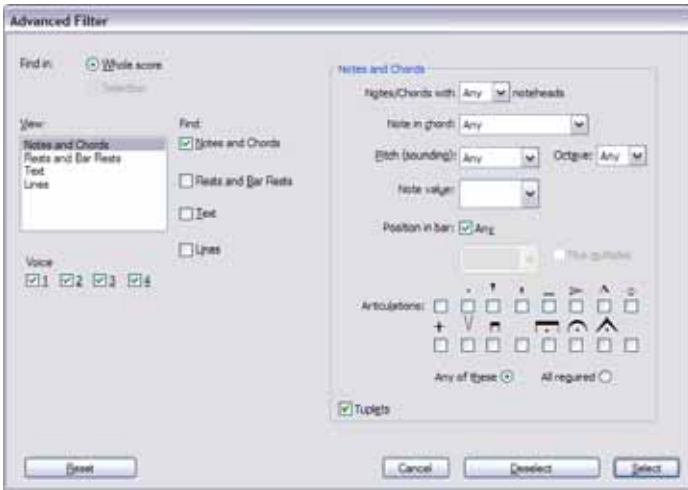 Advanced Filter
Find in: Whole score
Selection
View:
Notes and Chords
Rests and Bar Rests
Text
Lines
Find:
Notes and Chords
Rests and Bar Rests
Text
Lines
Voice
1 2 3 4
Notes and Chords
Notes/Chords with Any noteheads
Note in chord: Any
Pitch (sounding): Any Octave: Any
Note value:
Position in bar: Any
Articulations:
Any of these All required
Tuplets
Reset Cancel Deselect Select